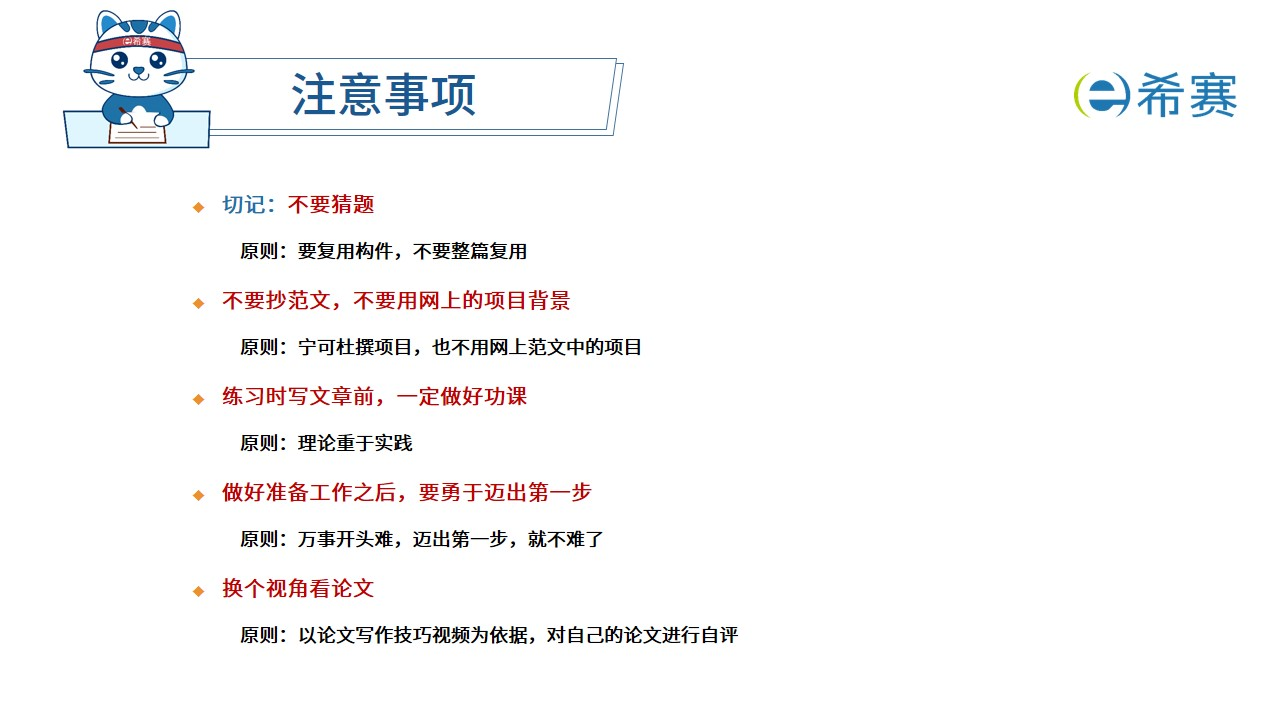 希赛
注意事项
希赛
切记：不要猜题
原则：要复用构件，不要整篇复用
不要抄范文，不要用网上的项目背景
原则：宁可杜撰项目，也不用网上范文中的项目
练习时写文章前，一定做好功课
原则：理论重于实践
做好准备工作之后，要勇于迈出第一步
原则：万事开头难，迈出第一步，就不难了
换个视角看论文
原则：以论文写作技巧视频为依据，对自己的论文进行自评